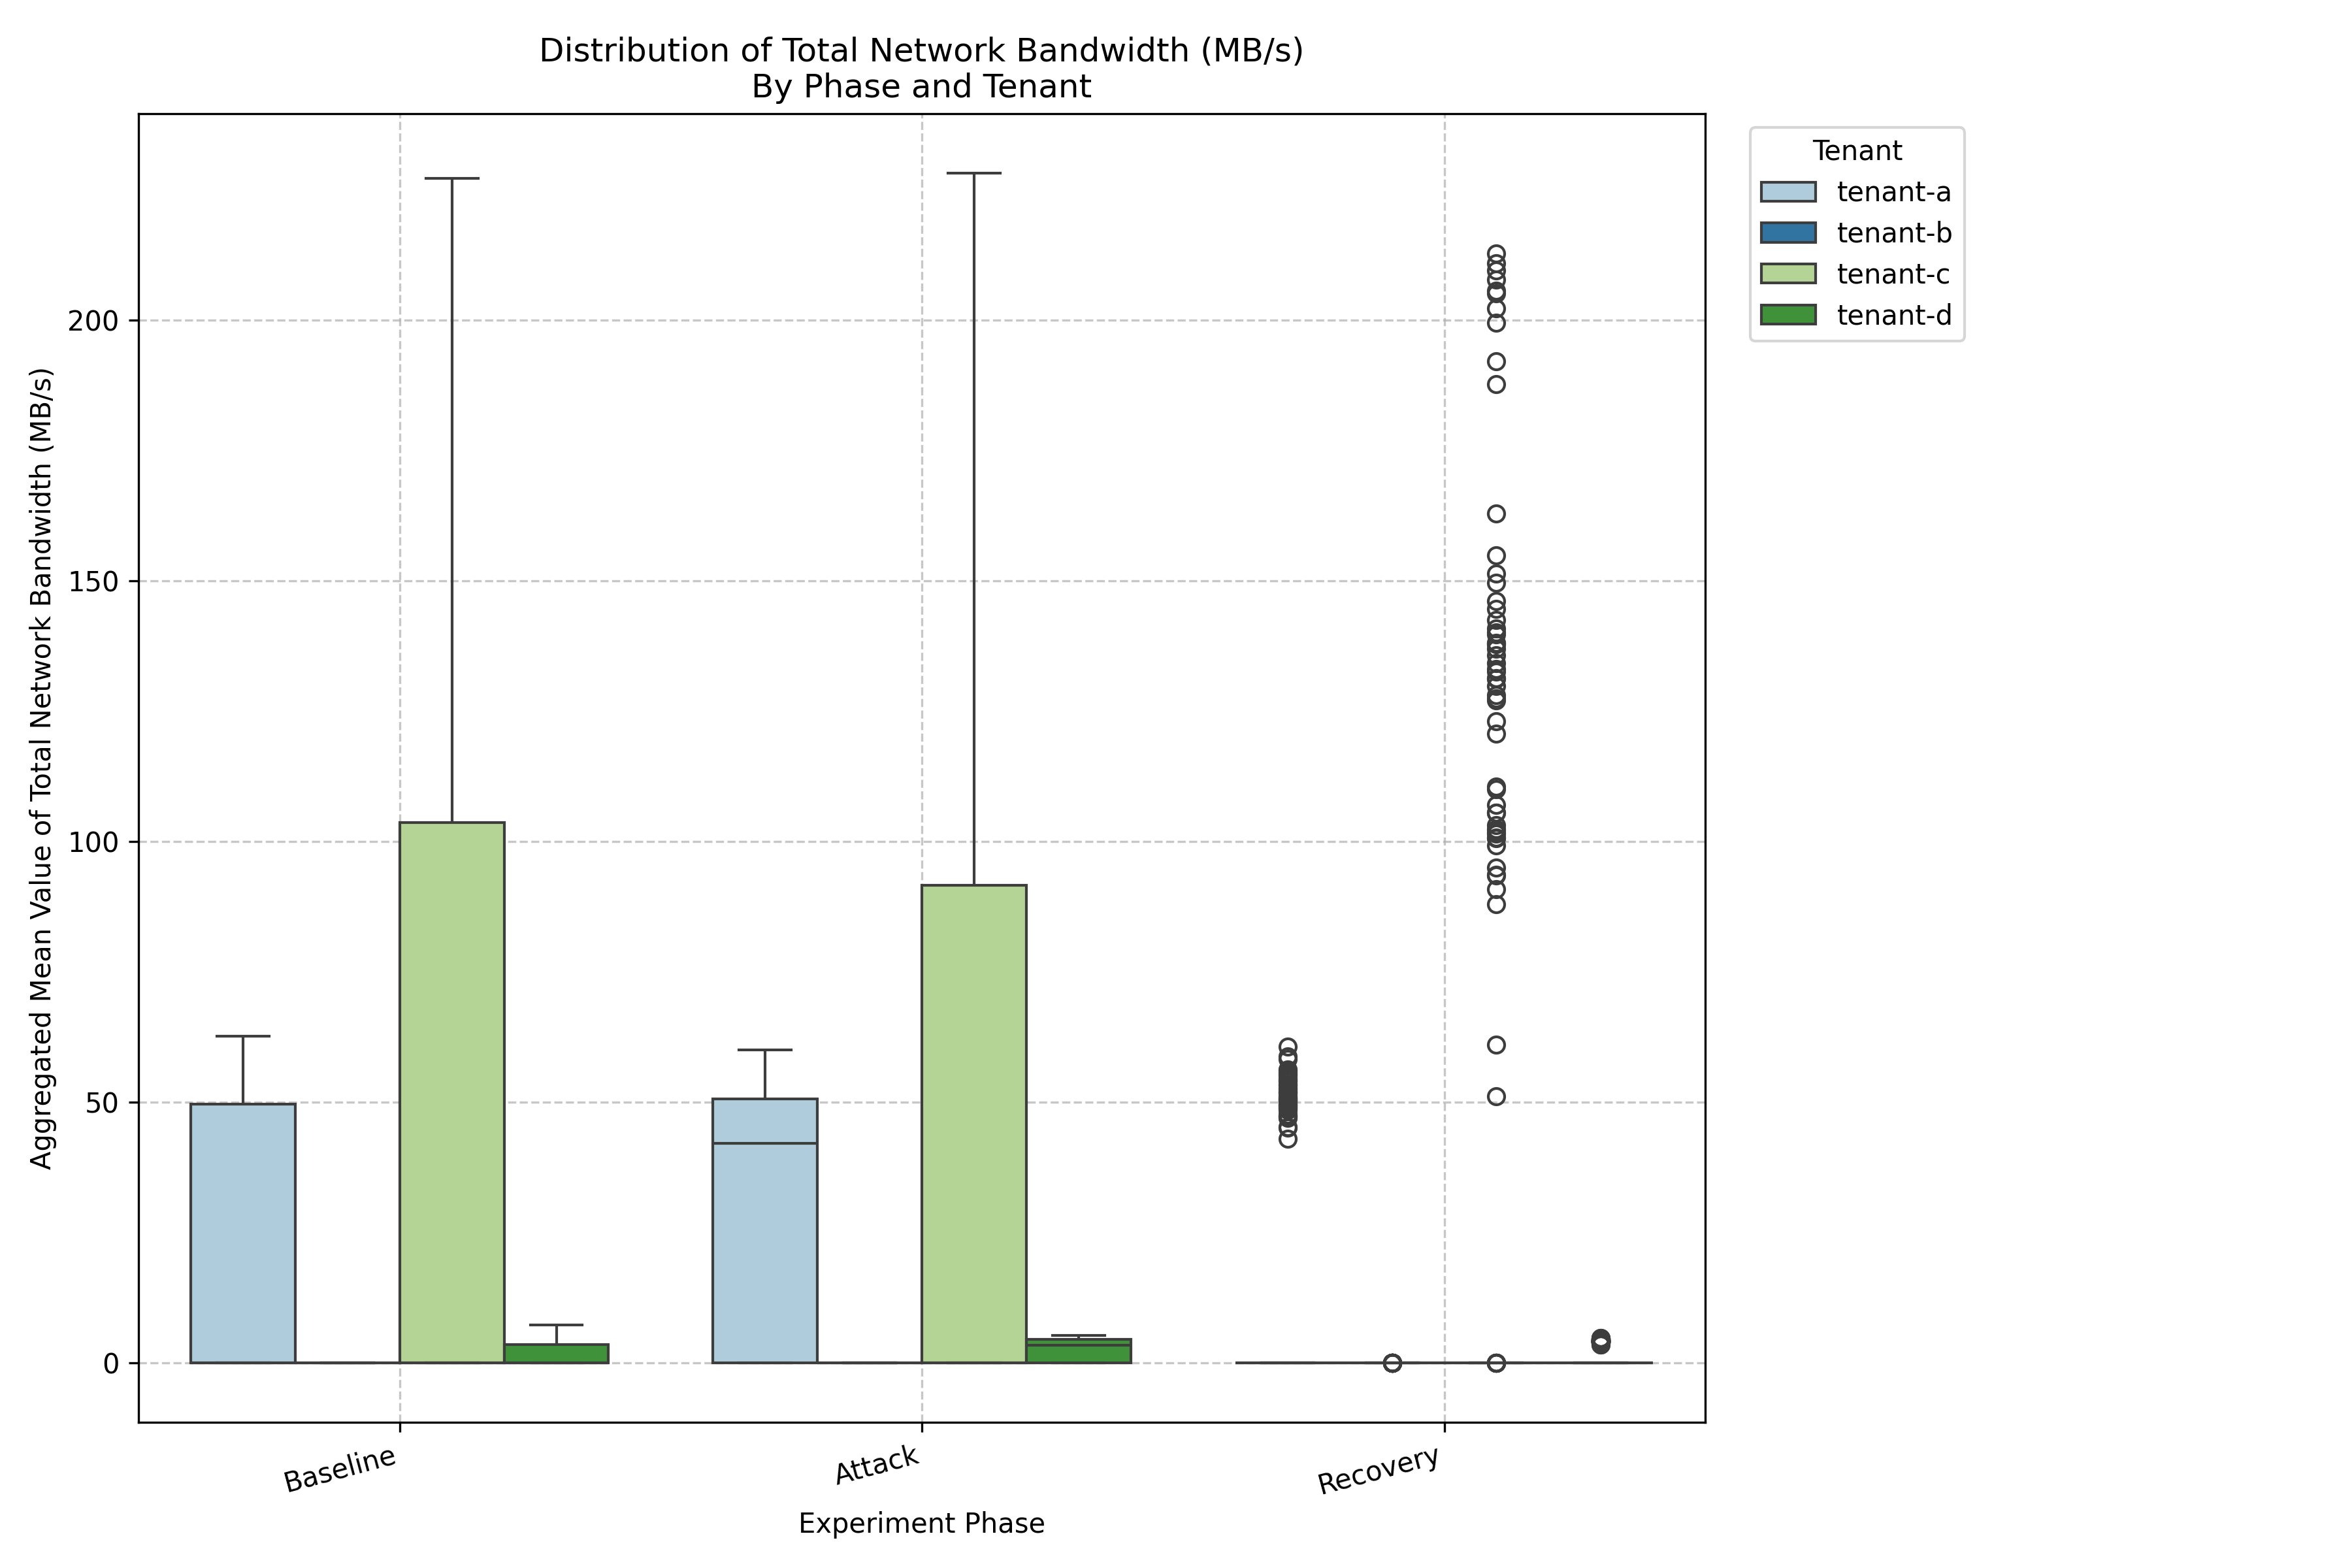 Distribution of Total Network Bandwidth (MB/s)
By Phase and Tenant
Aggregated Mean Value of Total Network Bandwidth (MB/s)
200
150
100
50
0
Baseline
Attack
Recovery
Experiment Phase
Tenant
tenant-a
tenant-b
tenant-c
tenant-d